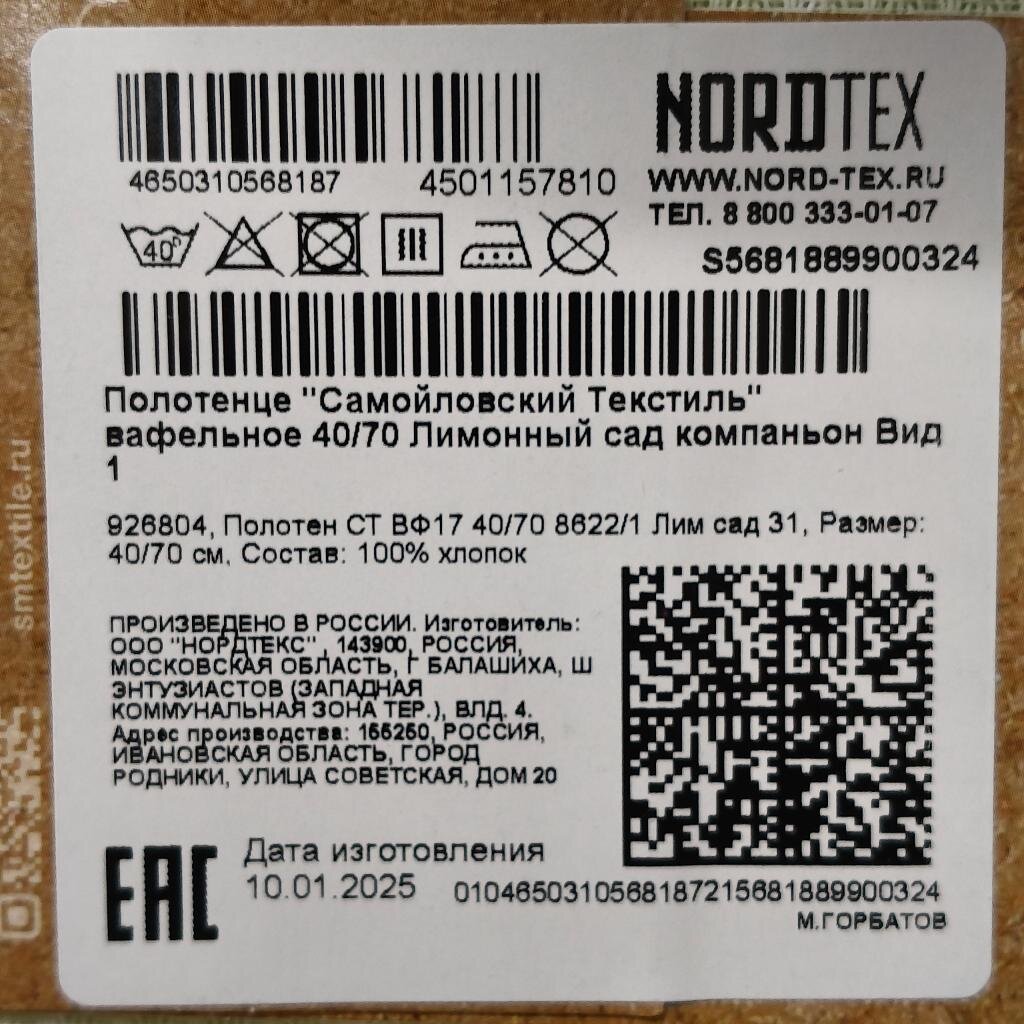 NORDTEX
4650310568187
4501157810
WWW.NORD-TEX.RU
ТЕЛ. 8 800 333-01-07
40°
S5681889900324
Полотенце "Самойловский Текстиль"
вафельное 40/70 Лимонный сад компаньон Вид
1
926804, Полотен СТ ВФ17 40/70 8622/1 Лим сад 31, Размер:
40/70 см, Состав: 100% хлопок
ПРОИЗВЕДЕНО В РОССИИ. Изготовитель:
ООО "НОРДТЕКС", 143900, РОССИЯ,
МОСКОВСКАЯ ОБЛАСТЬ, Г БАЛАШИХА, Ш
ЭНТУЗИАСТОВ (ЗАПАДНАЯ
КОММУНАЛЬНАЯ ЗОНА ТЕР.), ВЛД. 4.
Адрес производства: 155250, РОССИЯ,
ИВАНОВСКАЯ ОБЛАСТЬ, ГОРОД
РОДНИКИ, УЛИЦА СОВЕТСКАЯ, ДОМ 20
EAC
Дата изготовления
10.01.2025
0104650310568187215681889900324
М.ГОРБАТОВ
smtextile.ru